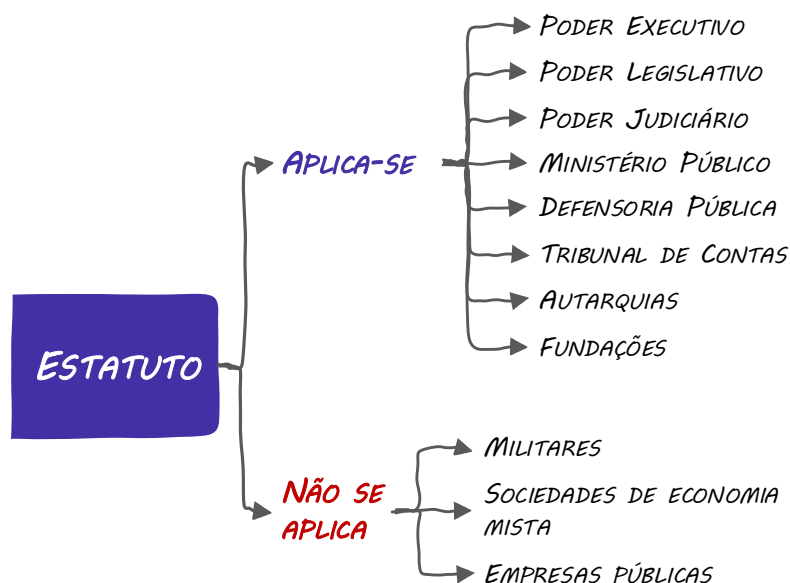 Estatuto
Aplica-se
Poder Executivo
Poder Legislativo
Poder Judiciário
Ministério Público
Defensoria Pública
Tribunal de Contas
Autarquias
Fundações
Não se
aplica
Militares
Sociedades de economia
mista
Empresas públicas